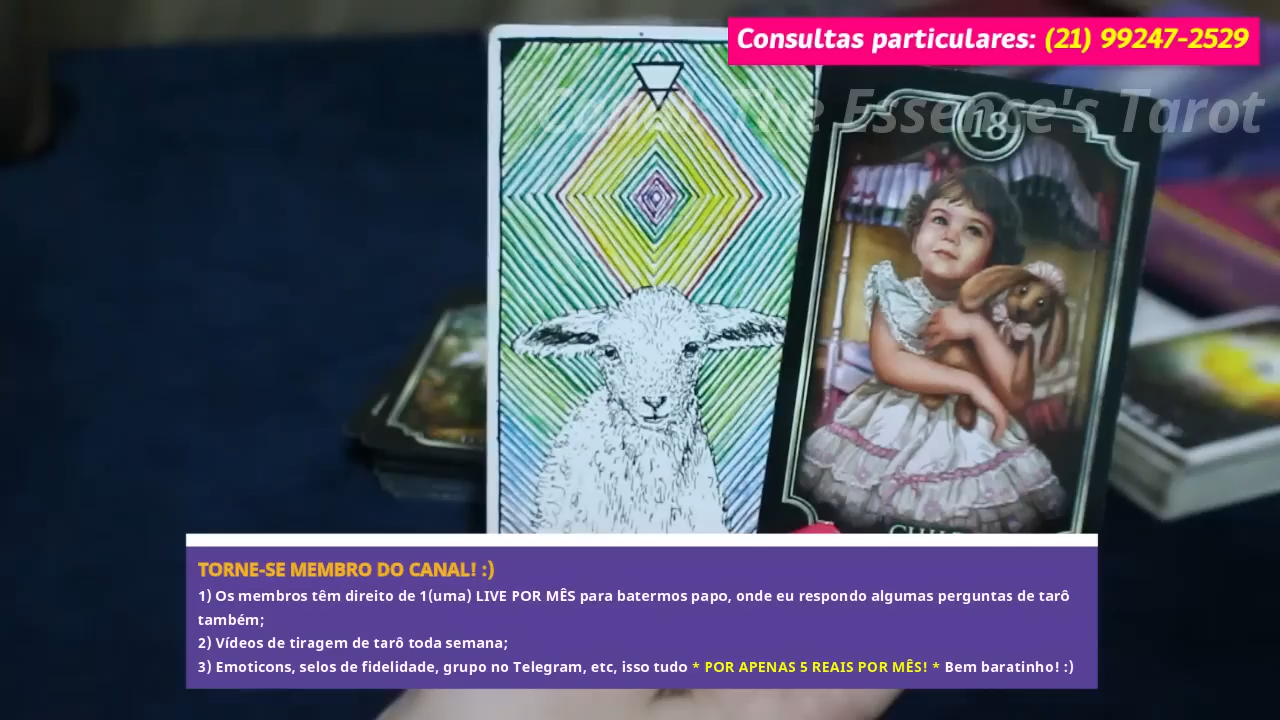 Consultas particulares: (21) 99247-2529
The Essence's Tarot
18
TORNE-SE MEMBRO DO CANAL! :)
1) Os membros têm direito de 1(uma) LIVE POR MÊS para batermos papo, onde eu respondo algumas perguntas de tarô
também;
2) Vídeos de tiragem de tarô toda semana;
3) Emoticons, selos de fidelidade, grupo no Telegram, etc, isso tudo * POR APENAS 5 REAIS POR MÊS! * Bem baratinho! :)